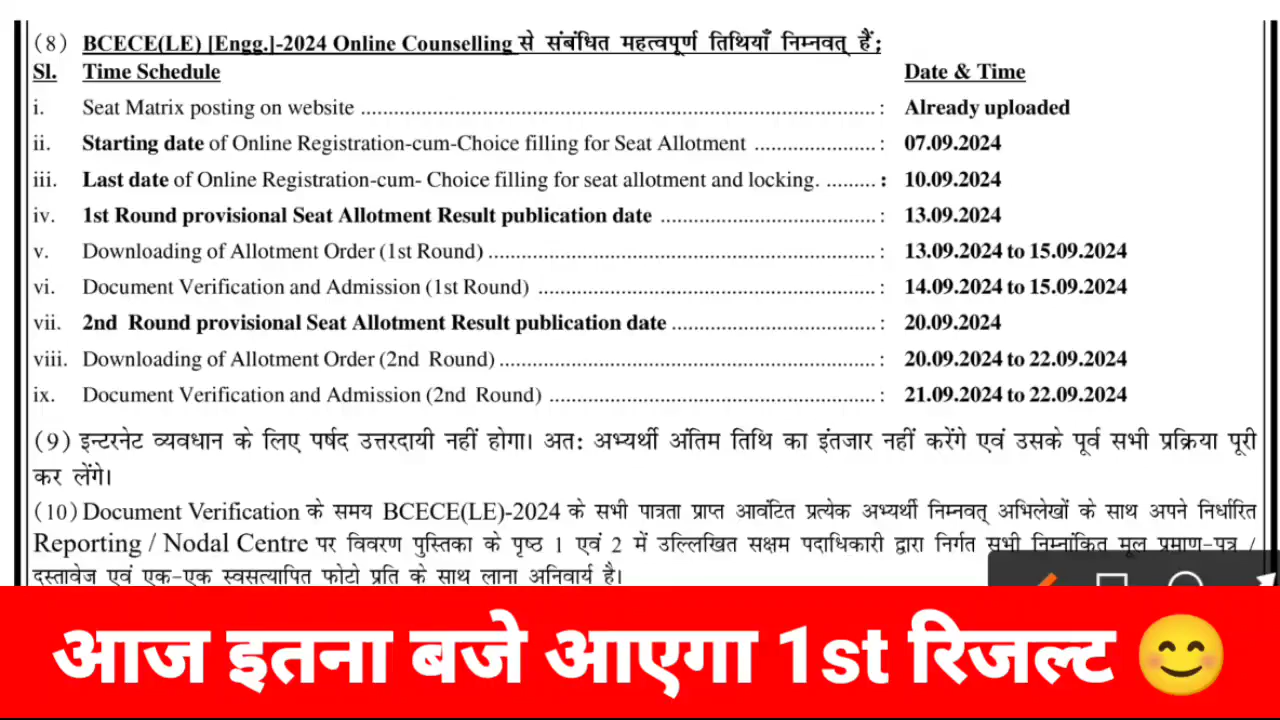 (8) BCECE(LE) [Engg.]-2024 Online Counselling से संबंधित महत्वपूर्ण तिथियाँ निम्नवत् हैं;
Sl. Time Schedule Date & Time
i. Seat Matrix posting on website : Already uploaded
ii. Starting date of Online Registration-cum-Choice filling for Seat Allotment : 07.09.2024
iii. Last date of Online Registration-cum- Choice filling for seat allotment and locking. : 10.09.2024
iv. 1st Round provisional Seat Allotment Result publication date : 13.09.2024
v. Downloading of Allotment Order (1st Round) : 13.09.2024 to 15.09.2024
vi. Document Verification and Admission (1st Round) : 14.09.2024 to 15.09.2024
vii. 2nd Round provisional Seat Allotment Result publication date : 20.09.2024
viii. Downloading of Allotment Order (2nd Round) : 20.09.2024 to 22.09.2024
ix. Document Verification and Admission (2nd Round) : 21.09.2024 to 22.09.2024
(9) इन्टरनेट व्यवधान के लिए पर्षद उत्तरदायी नहीं होगा। अतः अभ्यर्थी अंतिम तिथि का इंतजार नहीं करेंगे एवं उसके पूर्व सभी प्रक्रिया पूरी
कर लेंगे।
(10) Document Verification के समय BCECE(LE)-2024 के सभी पात्रता प्राप्त आवंटित प्रत्येक अभ्यर्थी निम्नवत् अभिलेखों के साथ अपने निर्धारित
Reporting / Nodal Centre पर विवरण पुस्तिका के पृष्ठ 1 एवं 2 में उल्लिखित सक्षम पदाधिकारी द्वारा निर्गत सभी निम्नांकित मूल प्रमाण-पत्र /
दस्तावेज एवं एक-एक स्वसत्यापित फोटो प्रति के साथ लाना अनिवार्य है।
आज इतना बजे आएगा 1st रिजल्ट 😊